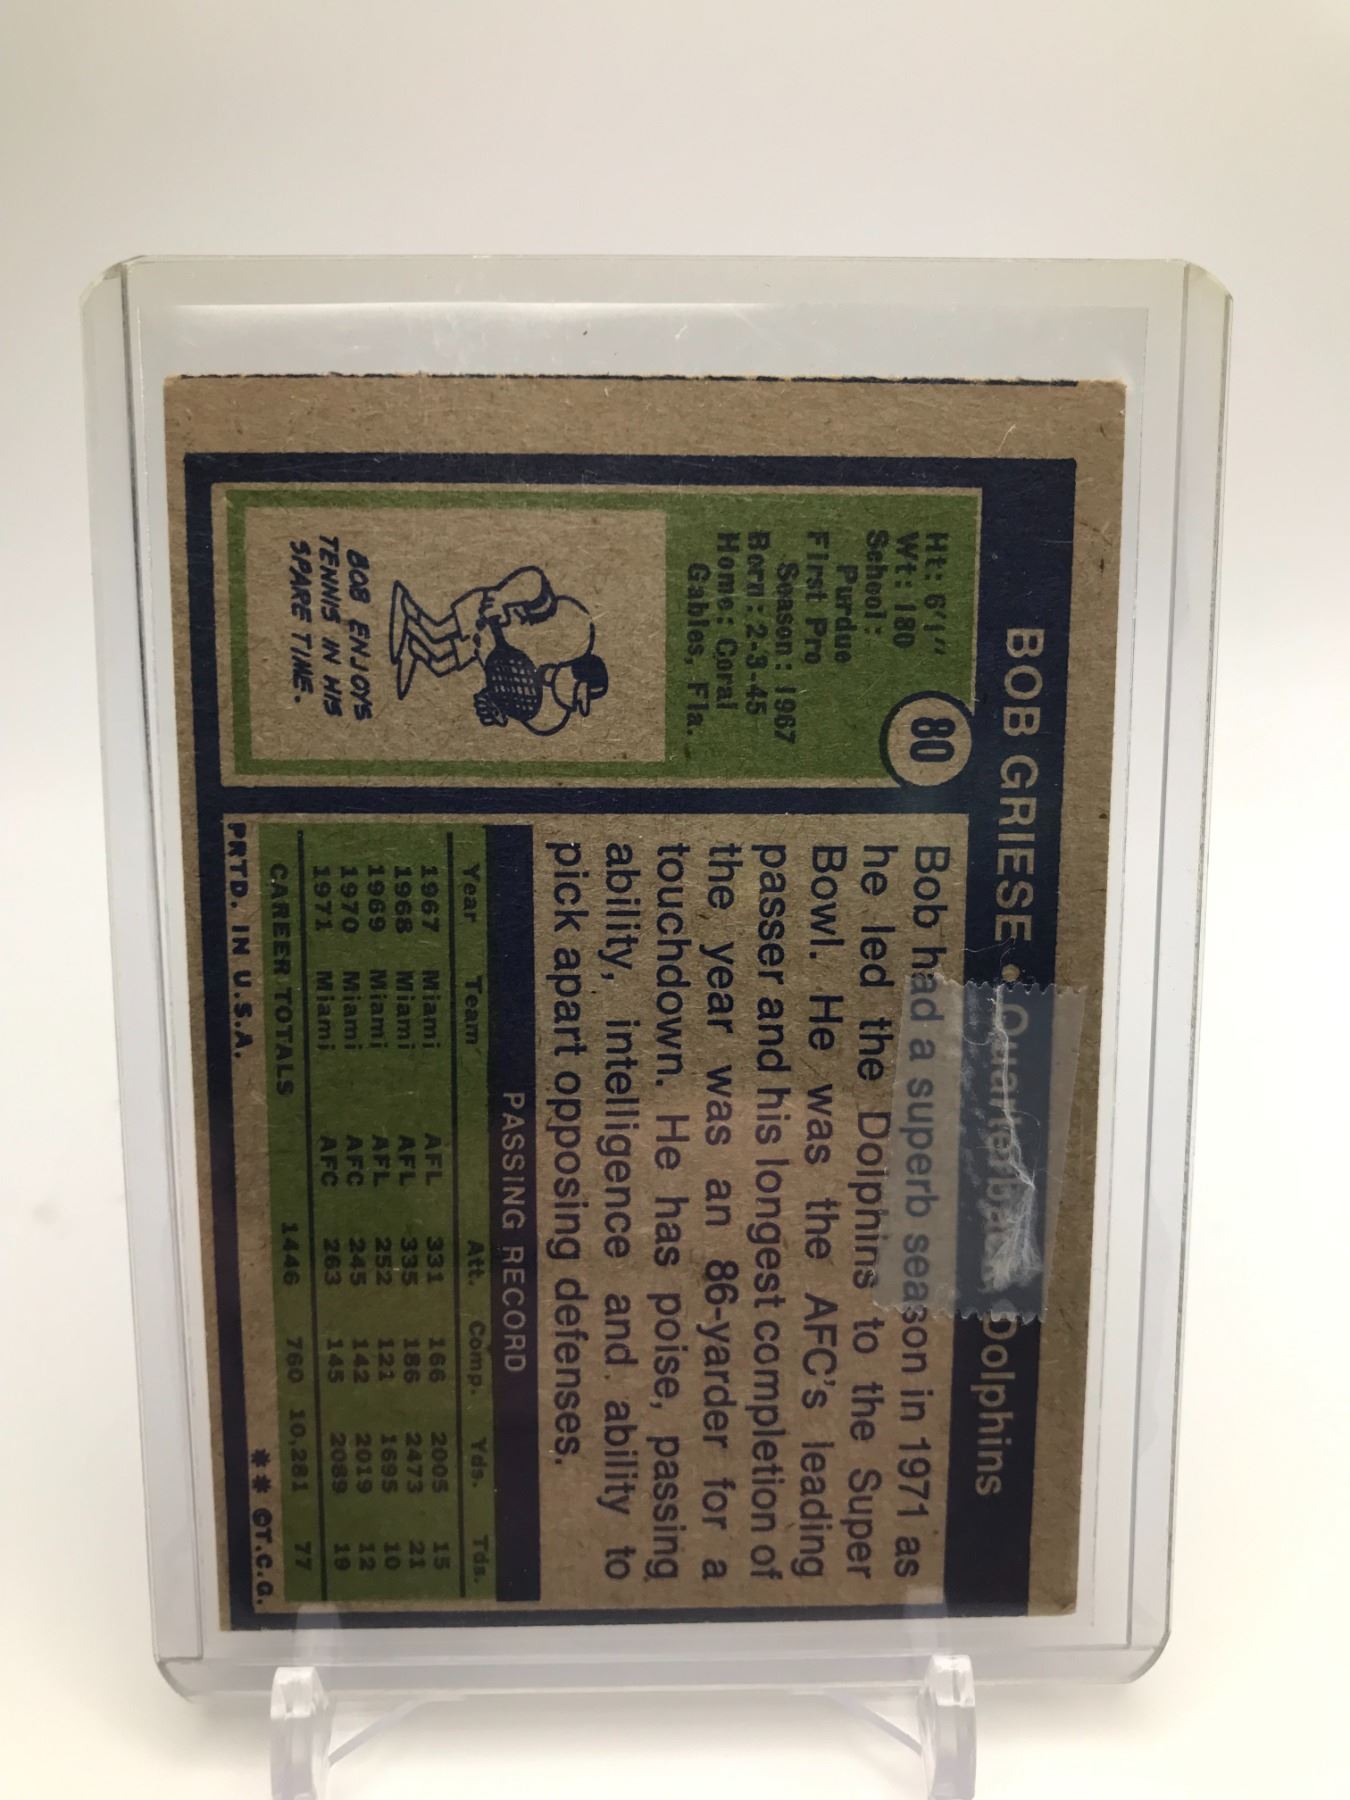 BOB GRIESE • Quarterback, Dolphins
80
Ht: 6'1"
Wt: 180
School:
Purdue
First Pro
Season: 1967
Born: 2-3-45
Home: Coral
Gables, Fla.
BOB ENJOYS
TENNIS IN HIS
SPARE TIME.
Bob had a superb season in 1971 as
he led the Dolphins to the Super
Bowl. He was the AFC's leading
passer and his longest completion of
the year was an 86-yarder for a
touchdown. He has poise, passing
ability, intelligence and ability to
pick apart opposing defenses.
PASSING RECORD
Year Team Att. Comp. Yds. Tds.
1967 Miami AFL 331 166 2005 15
1968 Miami AFL 335 186 2473 21
1969 Miami AFL 252 121 1695 10
1970 Miami AFC 245 142 2019 12
1971 Miami AFC 263 145 2089 19
CAREER TOTALS 1446 760 10,281 77
PRTD. IN U.S.A. ** ©T.C.G.